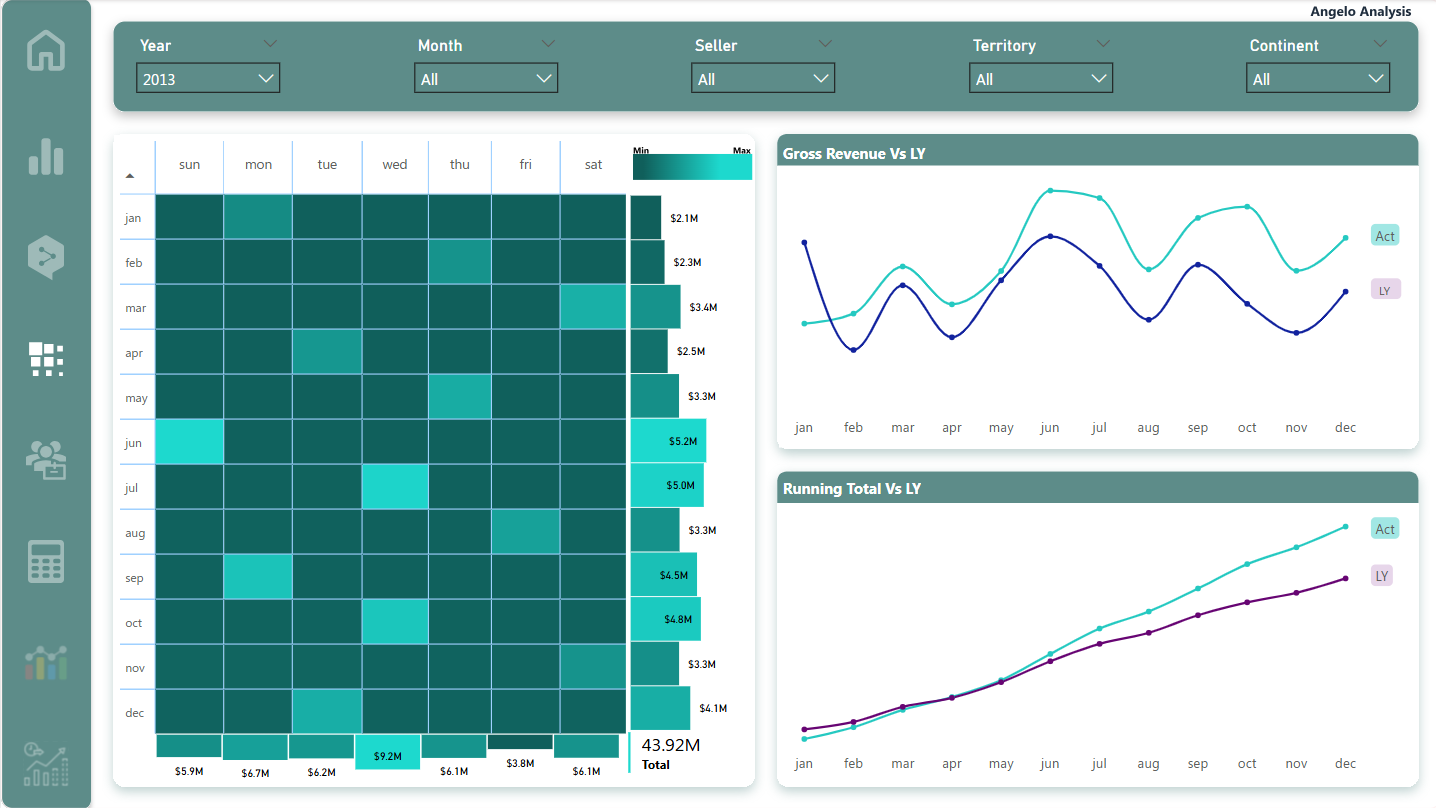 Angelo Analysis
Year Month Seller Territory Continent
2013 All All All All
sun mon tue wed thu fri sat
Min Max
jan $2.1M
feb $2.3M
mar $3.4M
apr $2.5M
may $3.3M
jun $5.2M
jul $5.0M
aug $3.3M
sep $4.5M
oct $4.8M
nov $3.3M
dec $4.1M
$5.9M $6.7M $6.2M $9.2M $6.1M $3.8M $6.1M
43.92M
Total
Gross Revenue Vs LY
Act
LY
jan feb mar apr may jun jul aug sep oct nov dec
Running Total Vs LY
Act
LY
jan feb mar apr may jun jul aug sep oct nov dec